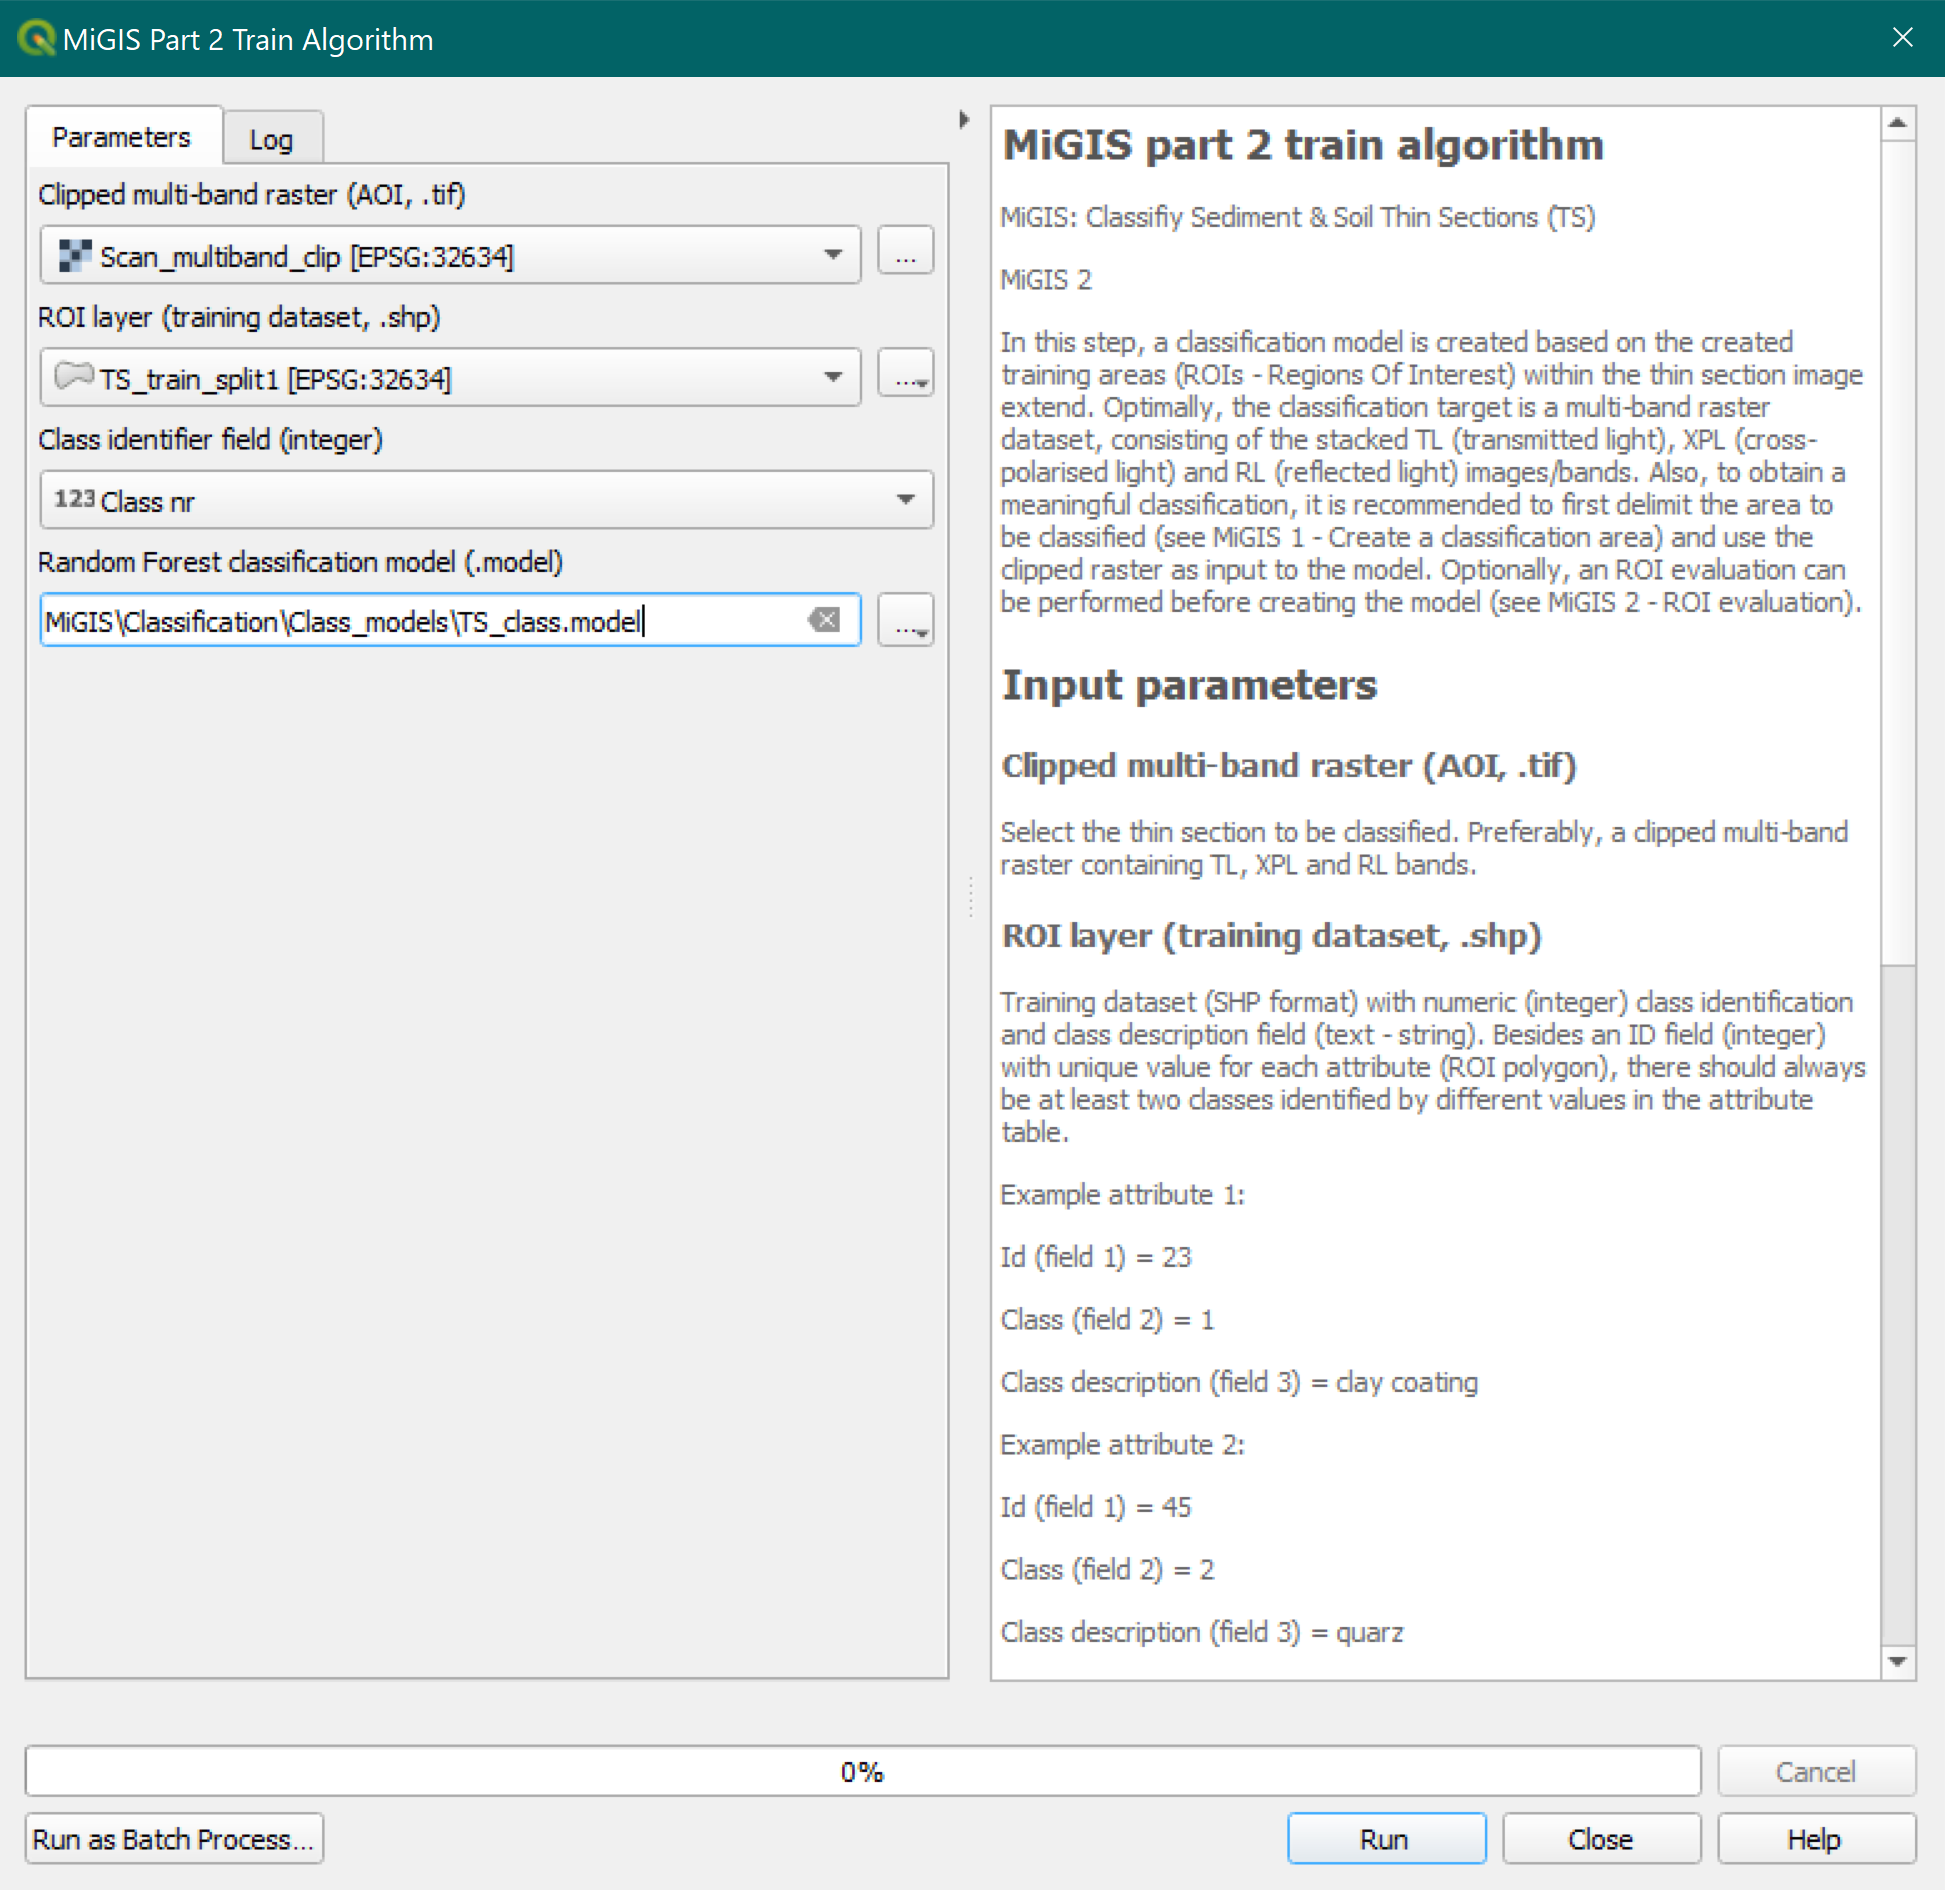 MiGIS Part 2 Train Algorithm
Parameters
Log
Clipped multi-band raster (AOI, .tif)
Scan_multiband_clip [EPSG:32634]
...
ROI layer (training dataset, .shp)
TS_train_split1 [EPSG:32634]
...
Class identifier field (integer)
123 Class nr
Random Forest classification model (.model)
MiGIS\Classification\Class_models\TS_class.model
...
MiGIS part 2 train algorithm
MiGIS: Classifiy Sediment & Soil Thin Sections (TS)
MiGIS 2
In this step, a classification model is created based on the created
training areas (ROIs - Regions Of Interest) within the thin section image
extend. Optimally, the classification target is a multi-band raster
dataset, consisting of the stacked TL (transmitted light), XPL (cross-
polarised light) and RL (reflected light) images/bands. Also, to obtain a
meaningful classification, it is recommended to first delimit the area to
be classified (see MiGIS 1 - Create a classification area) and use the
clipped raster as input to the model. Optionally, an ROI evaluation can
be performed before creating the model (see MiGIS 2 - ROI evaluation).
Input parameters
Clipped multi-band raster (AOI, .tif)
Select the thin section to be classified. Preferably, a clipped multi-band
raster containing TL, XPL and RL bands.
ROI layer (training dataset, .shp)
Training dataset (SHP format) with numeric (integer) class identification
and class description field (text - string). Besides an ID field (integer)
with unique value for each attribute (ROI polygon), there should always
be at least two classes identified by different values in the attribute
table.
Example attribute 1:
Id (field 1) = 23
Class (field 2) = 1
Class description (field 3) = clay coating
Example attribute 2:
Id (field 1) = 45
Class (field 2) = 2
Class description (field 3) = quarz
0%
Cancel
Run as Batch Process...
Run
Close
Help